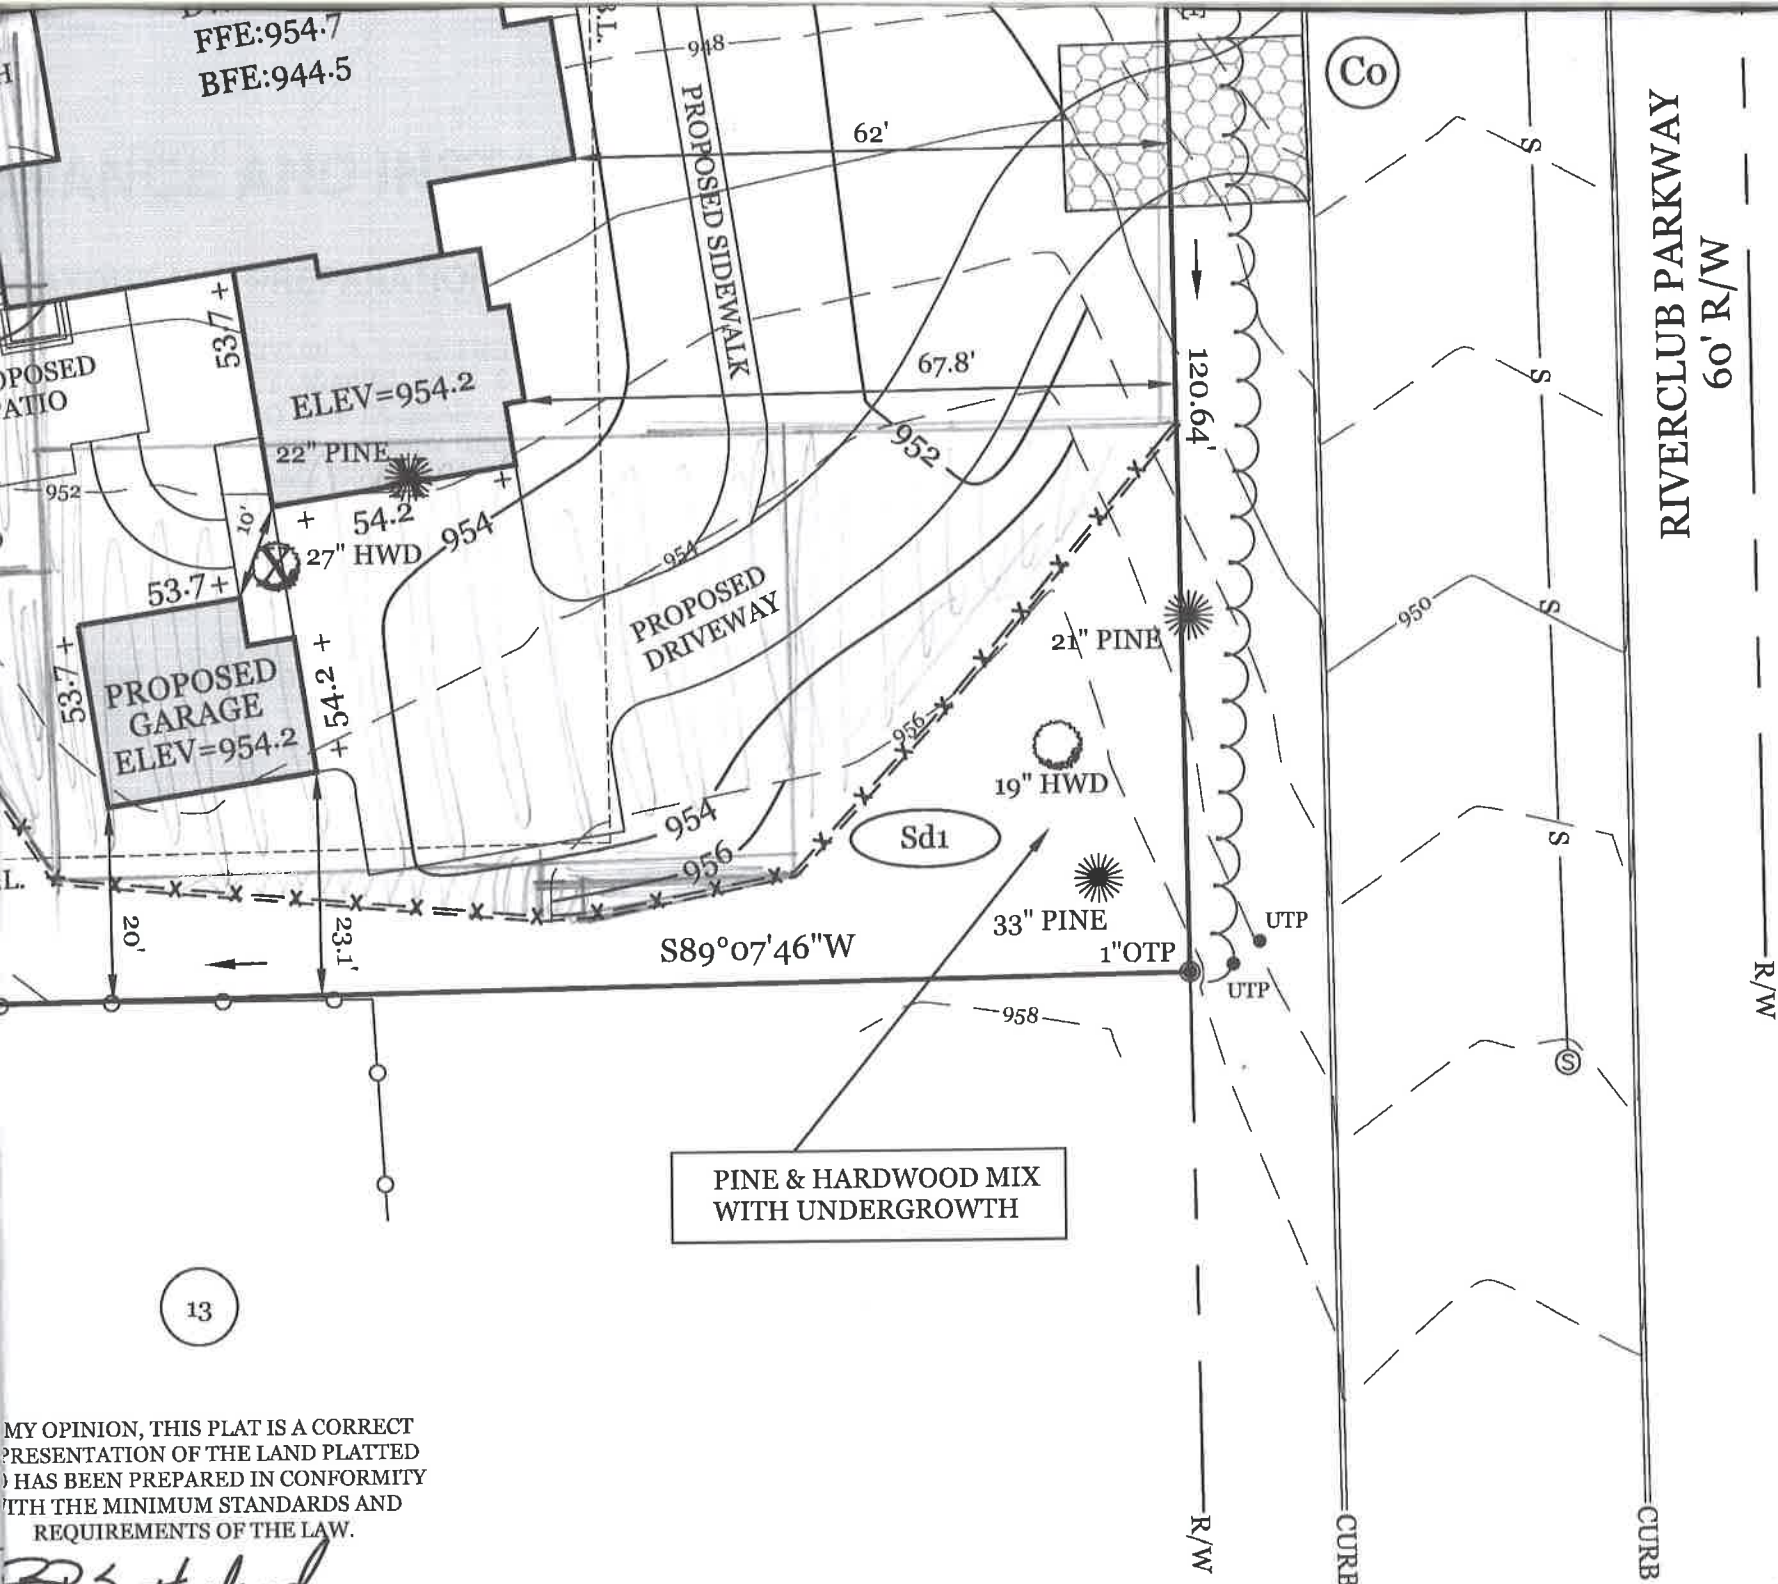 FFE:954.7
BFE:944.5
948
62'
Co
RIVERCLUB PARKWAY
60' R/W
PROPOSED SIDEWALK
53.7 +
ELEV=954.2
67.8'
120.64'
952
22" PINE
952
10'
+ 54.2 +
27" HWD
954
954
53.7 +
PROPOSED
DRIVEWAY
950
21" PINE
53.7 +
PROPOSED
GARAGE
ELEV=954.2
+ 54.2 +
956
19" HWD
954
Sd1
956
33" PINE
20'
23.1'
S89°07'46"W
1"OTP
UTP
UTP
958
S
S
S
S
S
R/W
PINE & HARDWOOD MIX
WITH UNDERGROWTH
13
MY OPINION, THIS PLAT IS A CORRECT
PRESENTATION OF THE LAND PLATTED
HAS BEEN PREPARED IN CONFORMITY
ITH THE MINIMUM STANDARDS AND
REQUIREMENTS OF THE LAW.
R/W
CURB
CURB